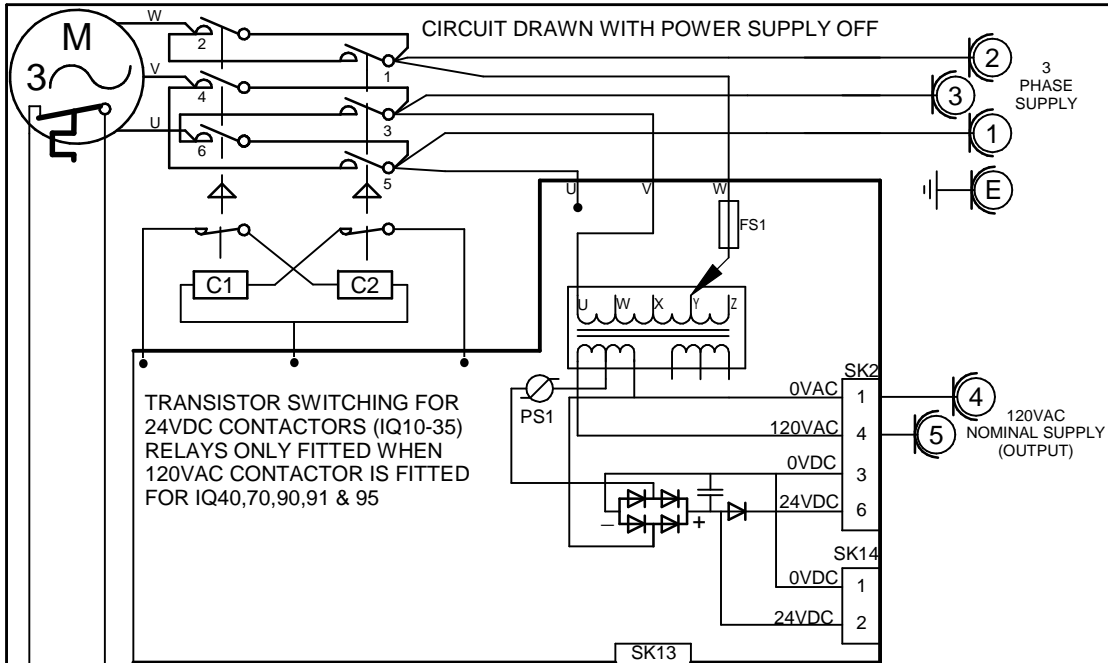 CIRCUIT DRAWN WITH POWER SUPPLY OFF
M
3
W
V
U
2
4
6
1
3
5
2
3
1
E
3
PHASE
SUPPLY
U
V
W
FS1
C1
C2
U
W
X
Y
Z
TRANSISTOR SWITCHING FOR
24VDC CONTACTORS (IQ10-35)
RELAYS ONLY FITTED WHEN
120VAC CONTACTOR IS FITTED
FOR IQ40,70,90,91 & 95
PS1
SK2
0VAC
1
4
120VAC
4
5
120VAC
NOMINAL SUPPLY
(OUTPUT)
0VDC
3
24VDC
6
–
+
SK14
0VDC
1
24VDC
2
SK13